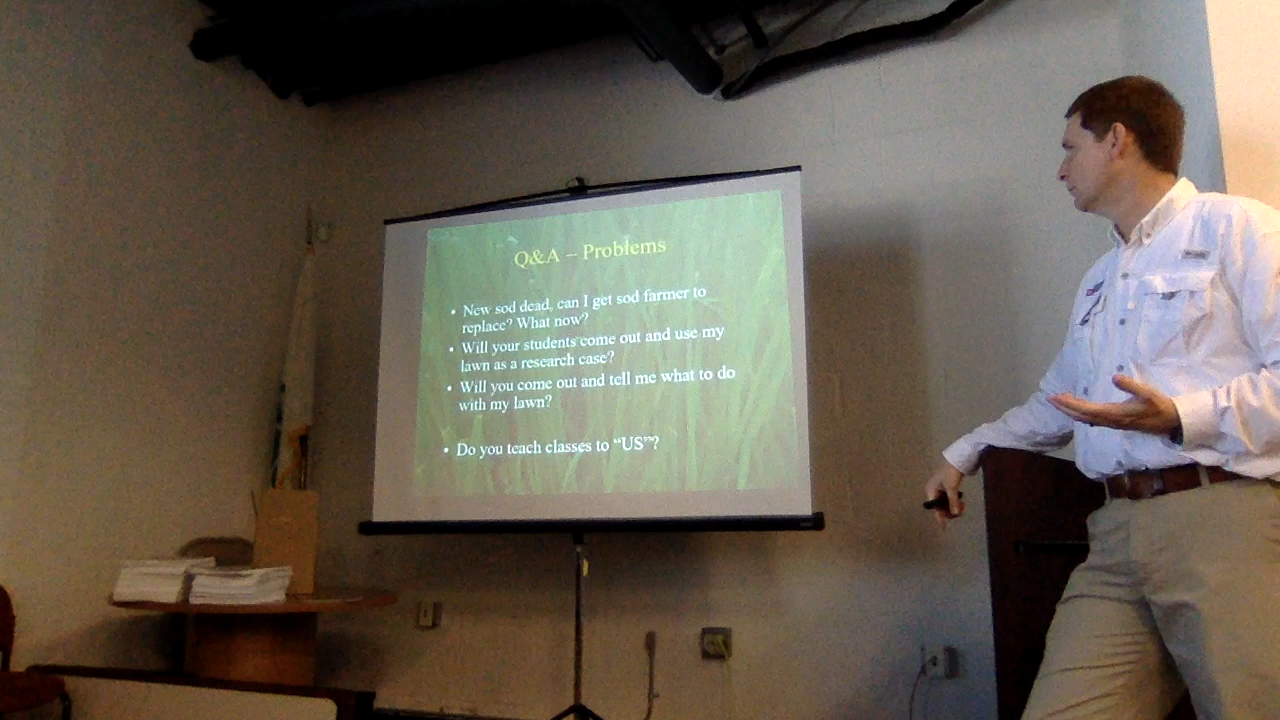 Q&A – Problems
• New sod dead, can I get sod farmer to
replace? What now?
• Will your students come out and use my
lawn as a research case?
• Will you come out and tell me what to do
with my lawn?
• Do you teach classes to “US”?